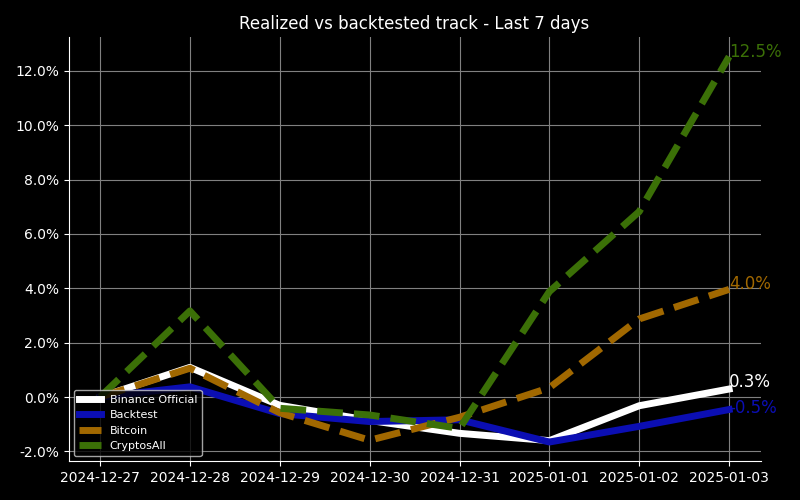 Realized vs backtested track - Last 7 days
12.0%
10.0%
8.0%
6.0%
4.0%
2.0%
0.0%
-2.0%
12.5%
4.0%
0.3%
-0.5%
Binance Official
Backtest
Bitcoin
CryptosAll
2024-12-27 2024-12-28 2024-12-29 2024-12-30 2024-12-31 2025-01-01 2025-01-02 2025-01-03